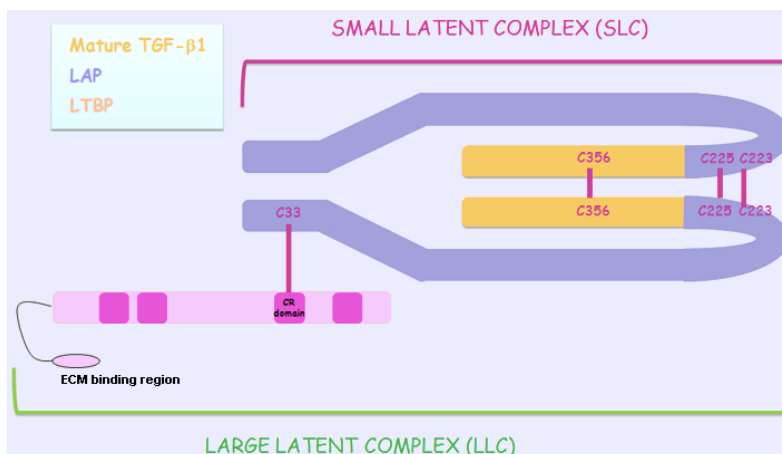 SMALL LATENT COMPLEX (SLC)
Mature TGF-β1
LAP
LTBP
C356
C225 C223
C356
C225 C223
C33
CR
domain
ECM binding region
LARGE LATENT COMPLEX (LLC)